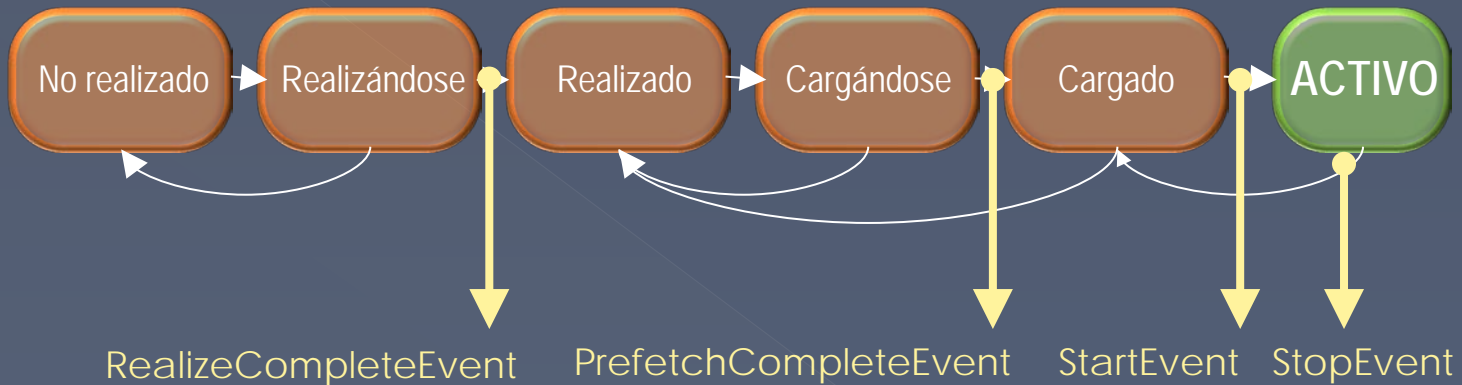 No realizado
Realizándose
Realizado
Cargándose
Cargado
ACTIVO
RealizeCompleteEvent
PrefetchCompleteEvent
StartEvent
StopEvent